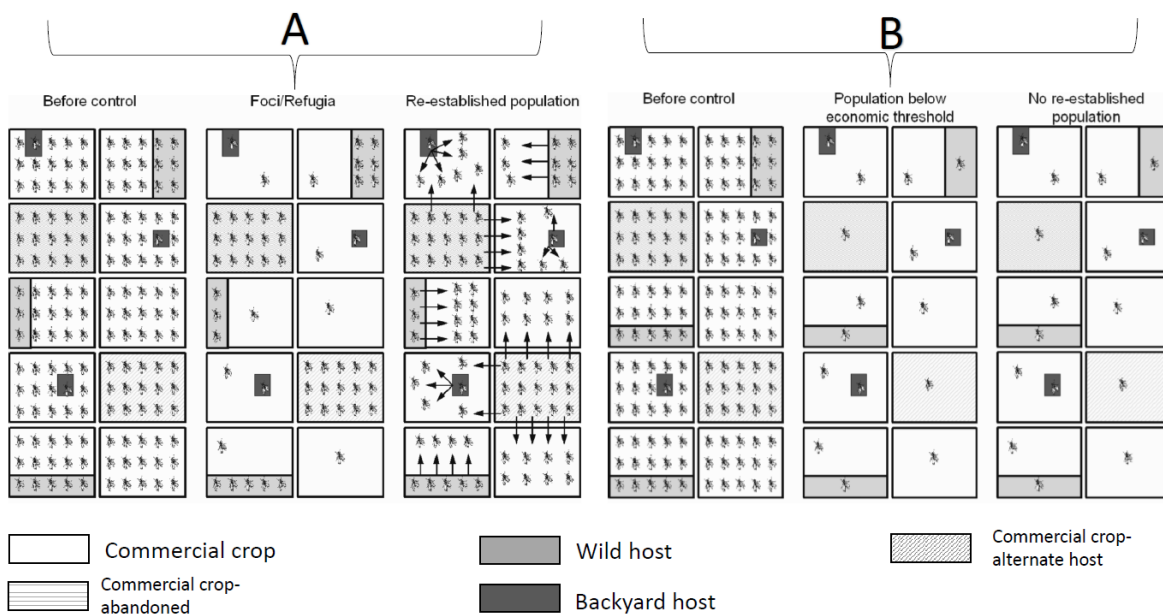 A
B
Before control
Foci/Refugia
Re-established population
Before control
Population below
economic threshold
No re-established
population
Commercial crop
Wild host
Commercial crop-
alternate host
Commercial crop-
abandoned
Backyard host